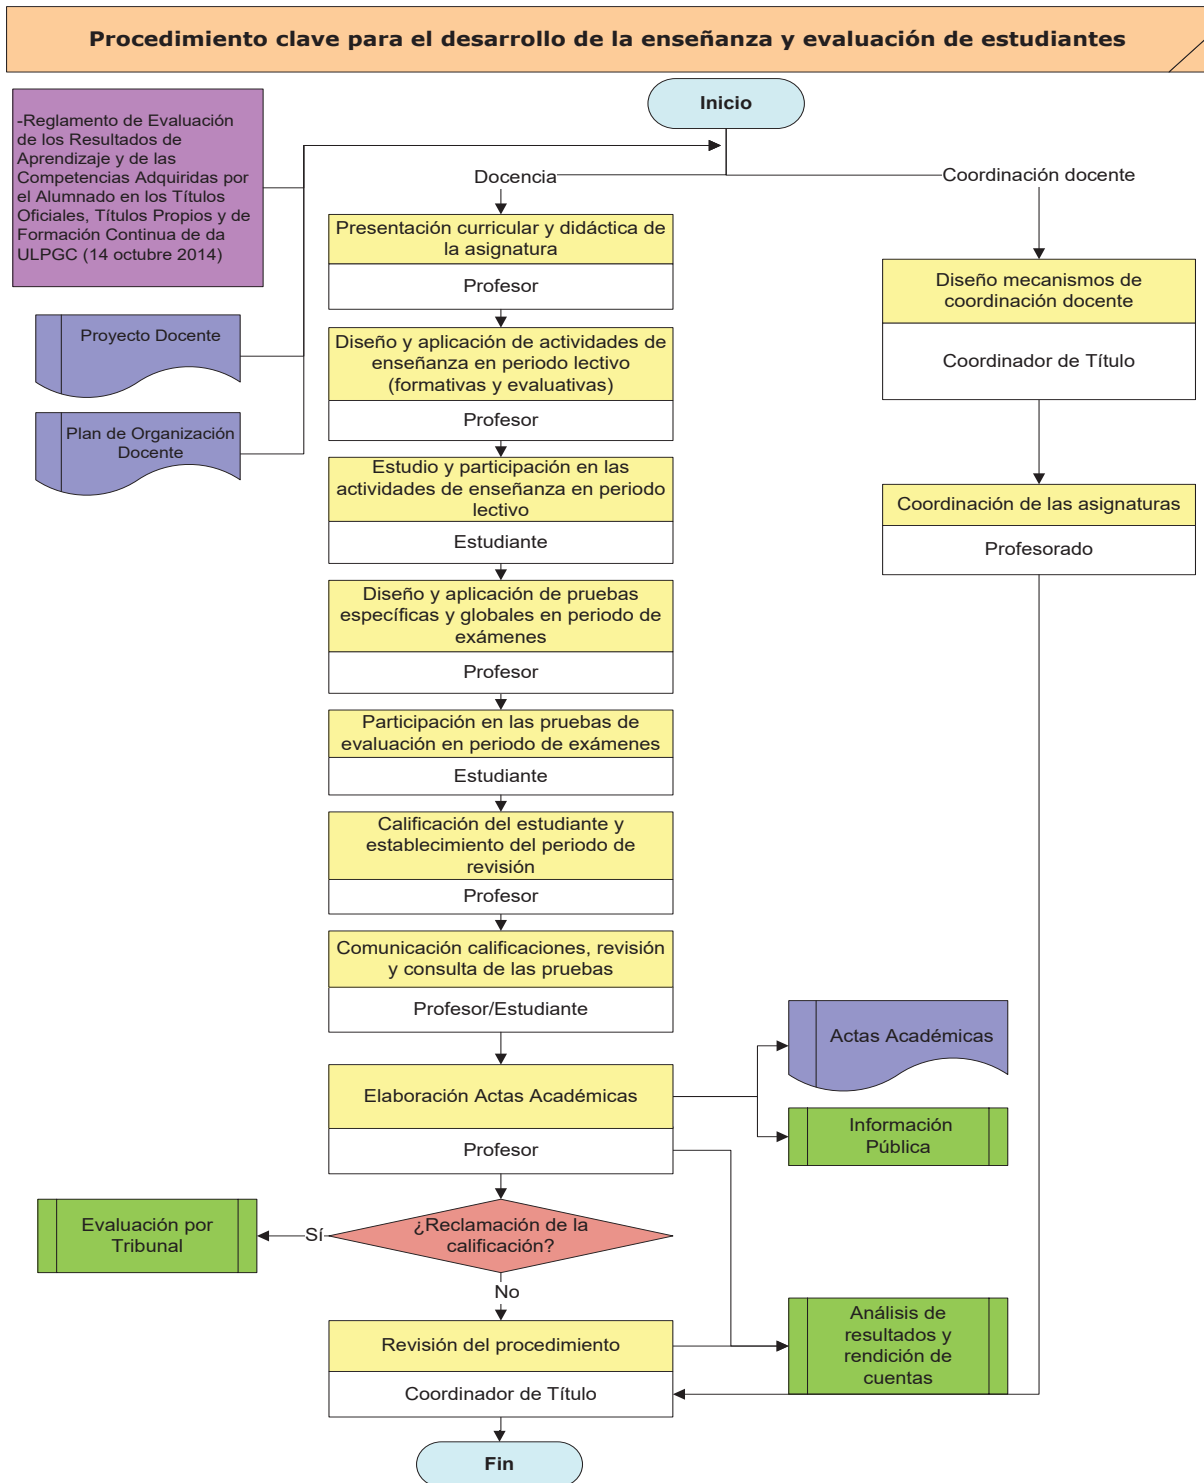 Procedimiento clave para el desarrollo de la enseñanza y evaluación de estudiantes
Inicio
-Reglamento de Evaluación
de los Resultados de
Aprendizaje y de las
Competencias Adquiridas por
el Alumnado en los Títulos
Oficiales, Títulos Propios y de
Formación Continua de da
ULPGC (14 octubre 2014)
Proyecto Docente
Plan de Organización
Docente
Docencia
Coordinación docente
Presentación curricular y didáctica de
la asignatura
Profesor
Diseño y aplicación de actividades de
enseñanza en periodo lectivo
(formativas y evaluativas)
Profesor
Estudio y participación en las
actividades de enseñanza en periodo
lectivo
Estudiante
Diseño y aplicación de pruebas
específicas y globales en periodo de
exámenes
Profesor
Participación en las pruebas de
evaluación en periodo de exámenes
Estudiante
Calificación del estudiante y
establecimiento del periodo de
revisión
Profesor
Comunicación calificaciones, revisión
y consulta de las pruebas
Profesor/Estudiante
Elaboración Actas Académicas
Profesor
Diseño mecanismos de
coordinación docente
Coordinador de Título
Coordinación de las asignaturas
Profesorado
Actas Académicas
Información
Pública
¿Reclamación de la
calificación?
Sí
Evaluación por
Tribunal
No
Revisión del procedimiento
Coordinador de Título
Análisis de
resultados y
rendición de
cuentas
Fin